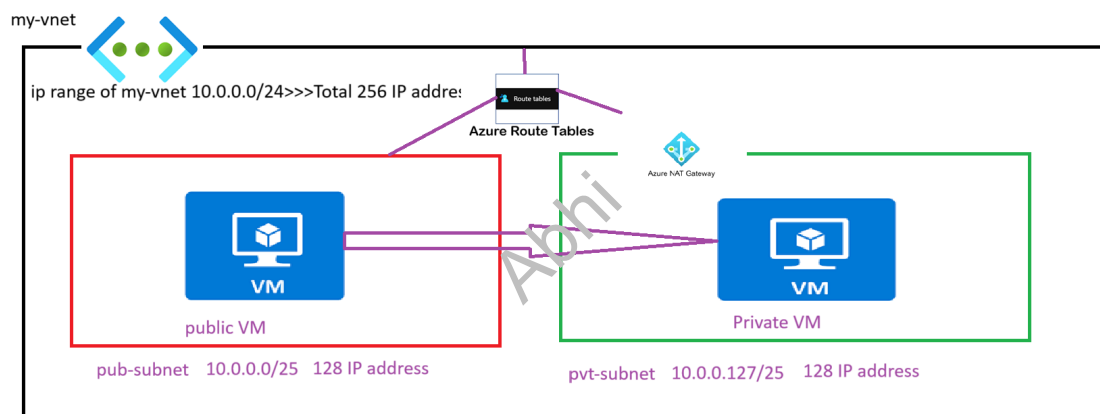 my-vnet
ip range of my-vnet 10.0.0.0/24>>>Total 256 IP addres
Route tables
Azure Route Tables
Azure NAT Gateway
Abhi
VM
VM
public VM
Private VM
pub-subnet 10.0.0.0/25 128 IP address
pvt-subnet 10.0.0.127/25 128 IP address